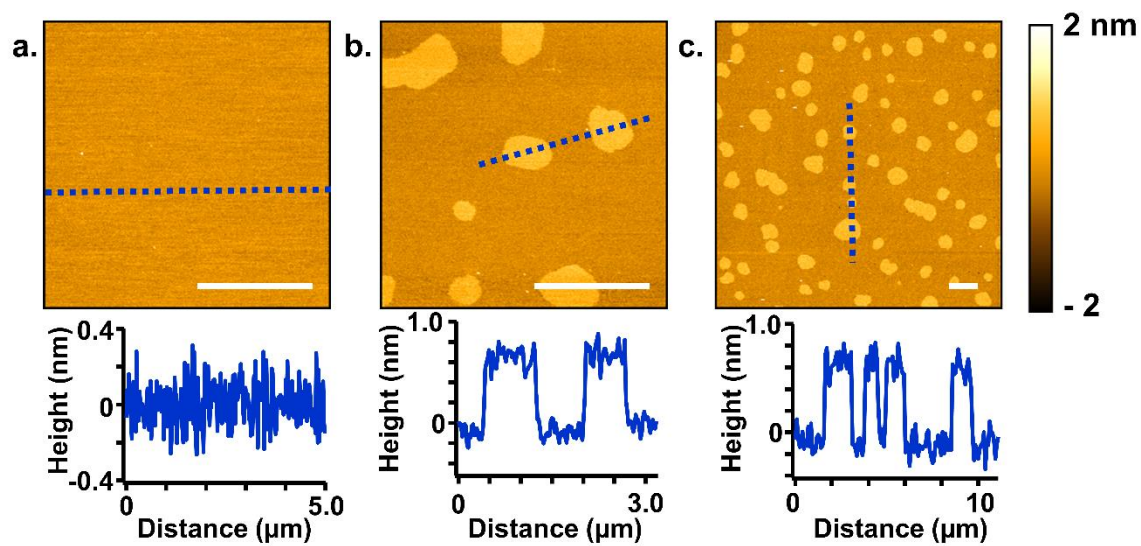 a.
b.
c.
2 nm
- 2
Height (nm)
0.4
0
-0.4
0
5.0
Distance (µm)
Height (nm)
1.0
0
0
3.0
Distance (µm)
Height (nm)
1.0
0
0
10
Distance (µm)